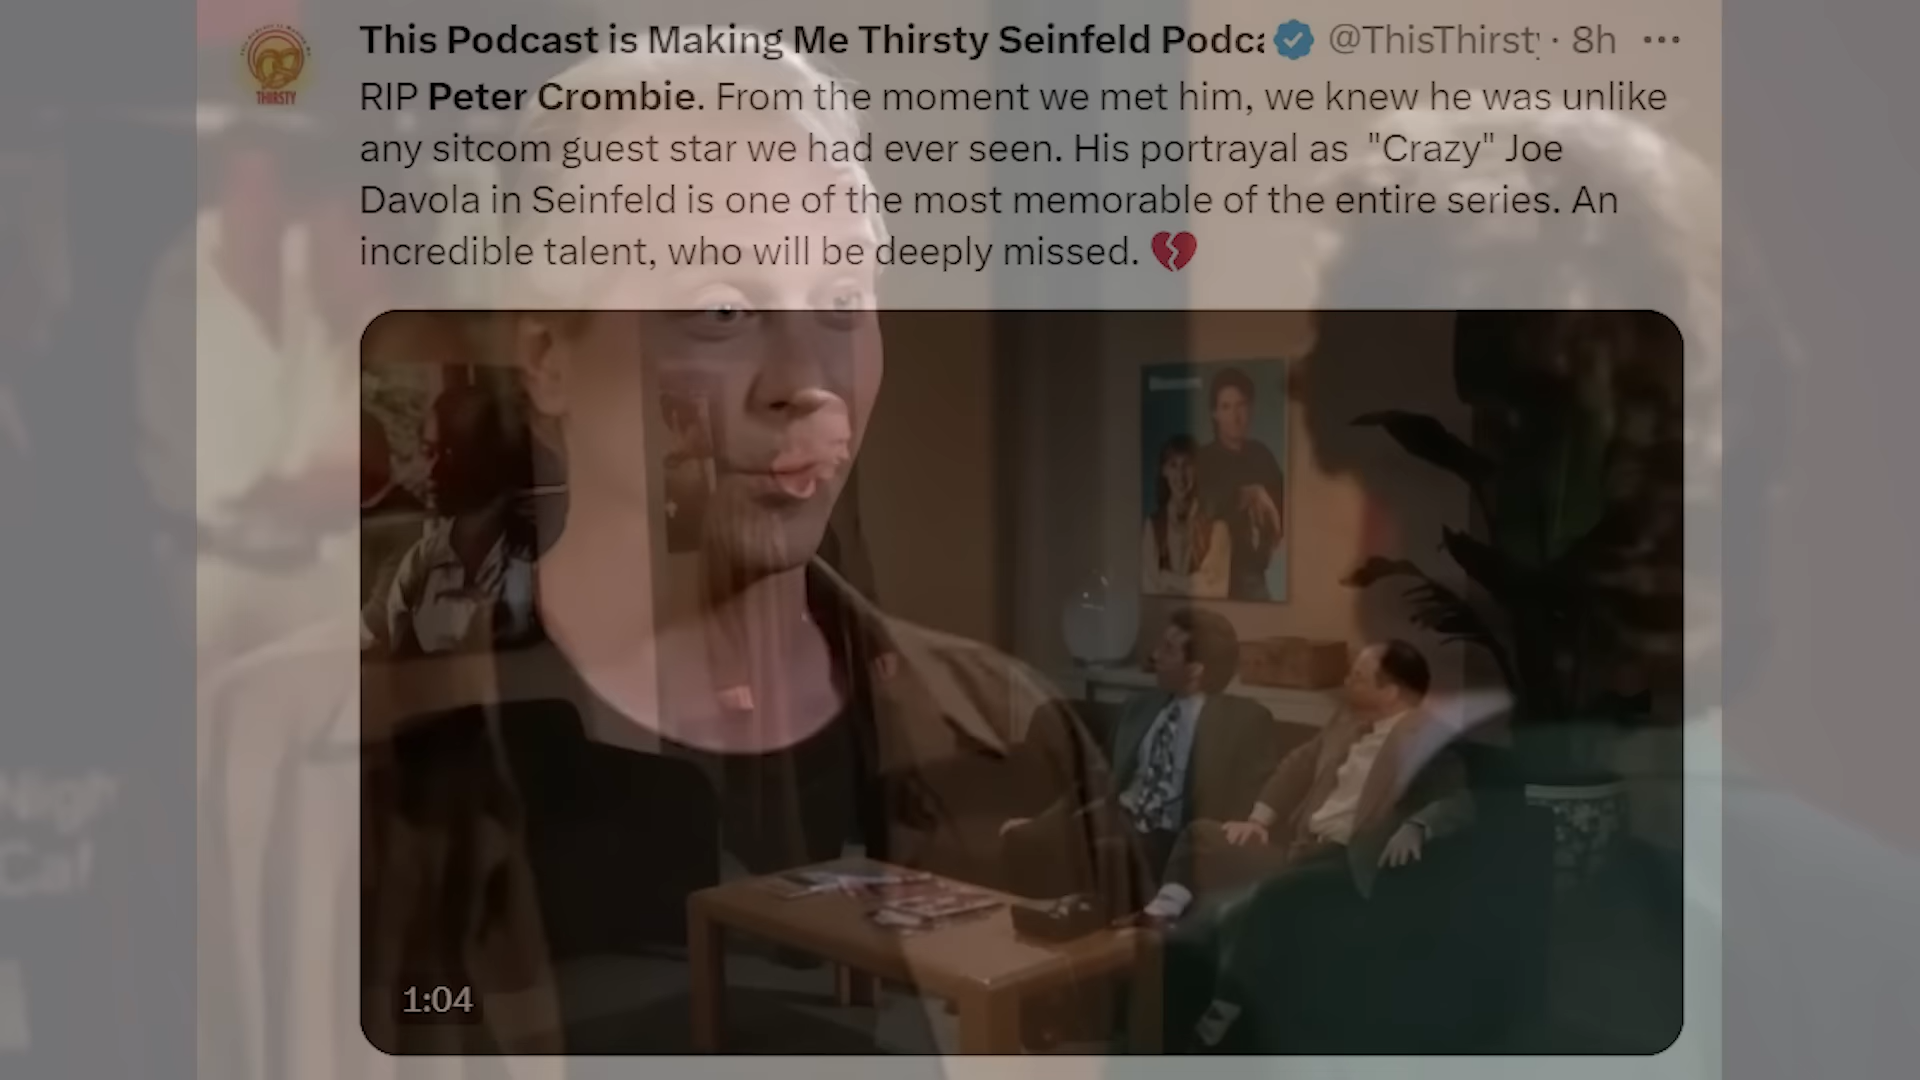 This Podcast is Making Me Thirsty Seinfeld Podca @ThisThirsty · 8h
THIRSTY
RIP Peter Crombie. From the moment we met him, we knew he was unlike
any sitcom guest star we had ever seen. His portrayal as "Crazy" Joe
Davola in Seinfeld is one of the most memorable of the entire series. An
incredible talent, who will be deeply missed. 💔
1:04